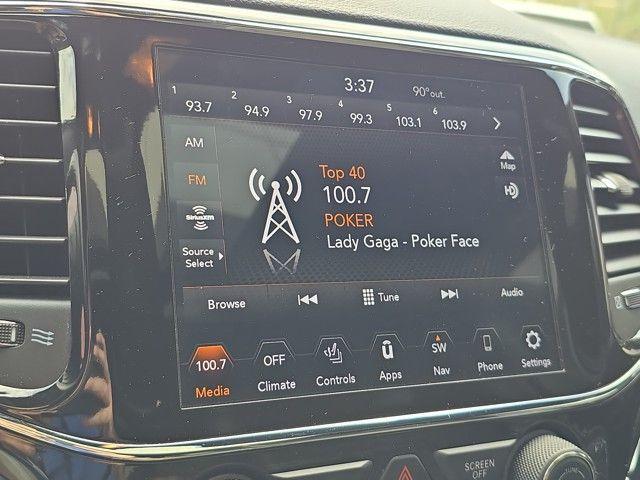 3:37 90° out.
1 2 3 4 5 6
93.7 94.9 97.9 99.3 103.1 103.9
AM
FM
SiriusXM
Source
Select
Top 40
100.7
POKER
Lady Gaga - Poker Face
Map
HD
Browse Tune Audio
100.7 OFF SW
Media Climate Controls Apps Nav Phone Settings
SCREEN
OFF